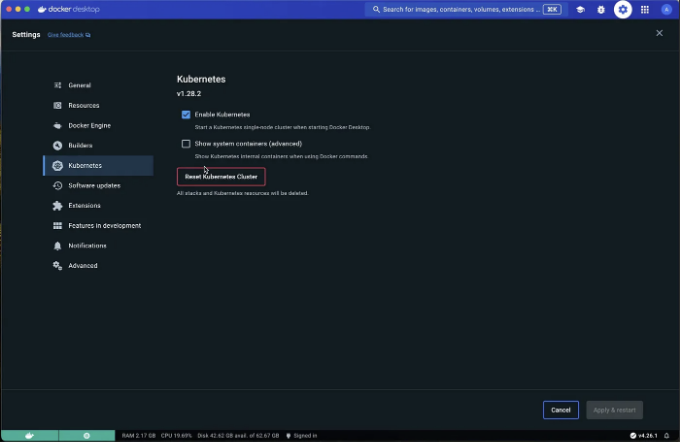 docker desktop
Search for images, containers, volumes, extensions ... ⌘K
Settings
Give feedback
General
Resources
Docker Engine
Builders
Kubernetes
Software updates
Extensions
Features in development
Notifications
Advanced
Kubernetes
v1.28.2
Enable Kubernetes
Start a Kubernetes single-node cluster when starting Docker Desktop.
Show system containers (advanced)
Show Kubernetes internal containers when using Docker commands
Reset Kubernetes Cluster
All stacks and Kubernetes resources will be deleted.
Cancel
Apply & restart
RAM 2.17 GB CPU 19.69% Disk 42.62 GB avail. of 62.67 GB Signed in
v4.26.1